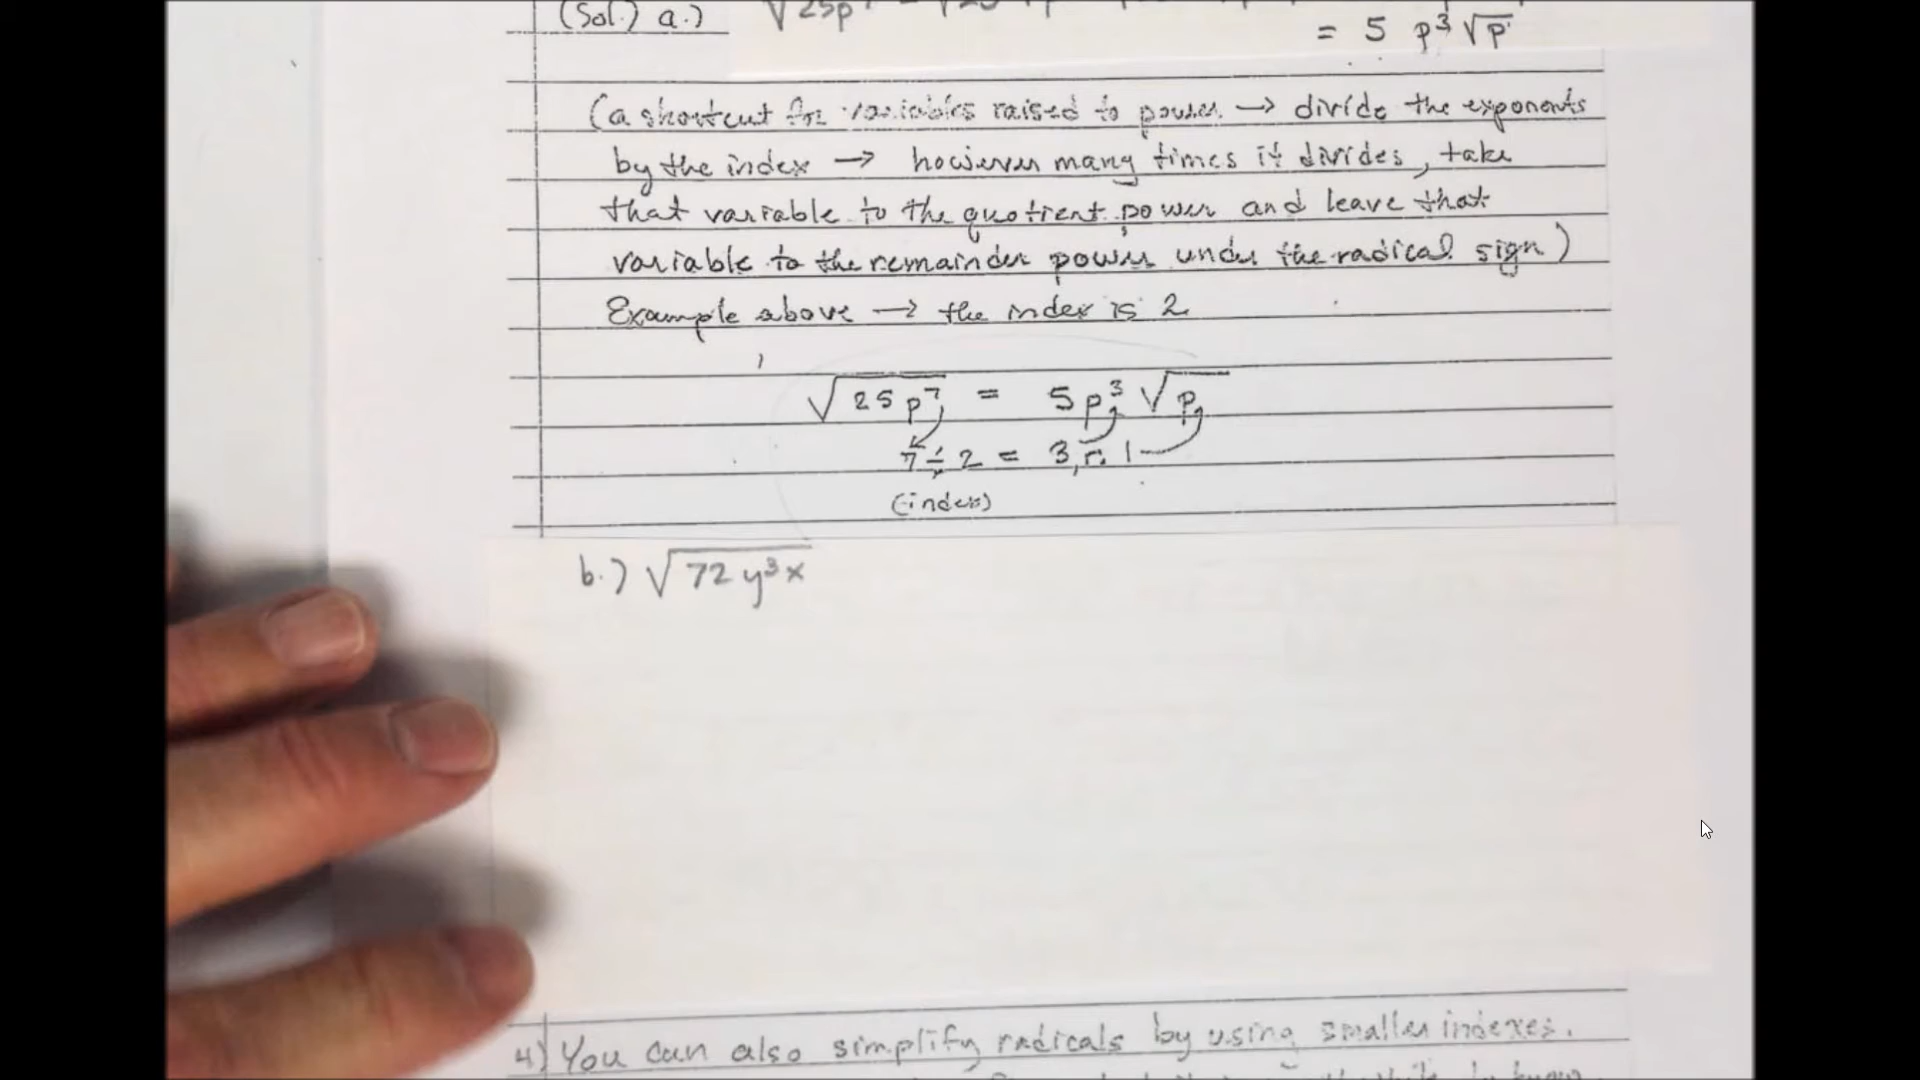 (Sol.) a.) √25p
= 5 p³ √p
(a shortcut for variables raised to power → divide the exponents
by the index → however many times it divides, take
that variable to the quotient power and leave that
variable to the remainder power under the radical sign)
Example above → the index is 2
√25p⁷ = 5p³ √p
7 ÷ 2 = 3, r. 1
(index)
b.) √72y³x
4) You can also simplify radicals by using smaller indexes.